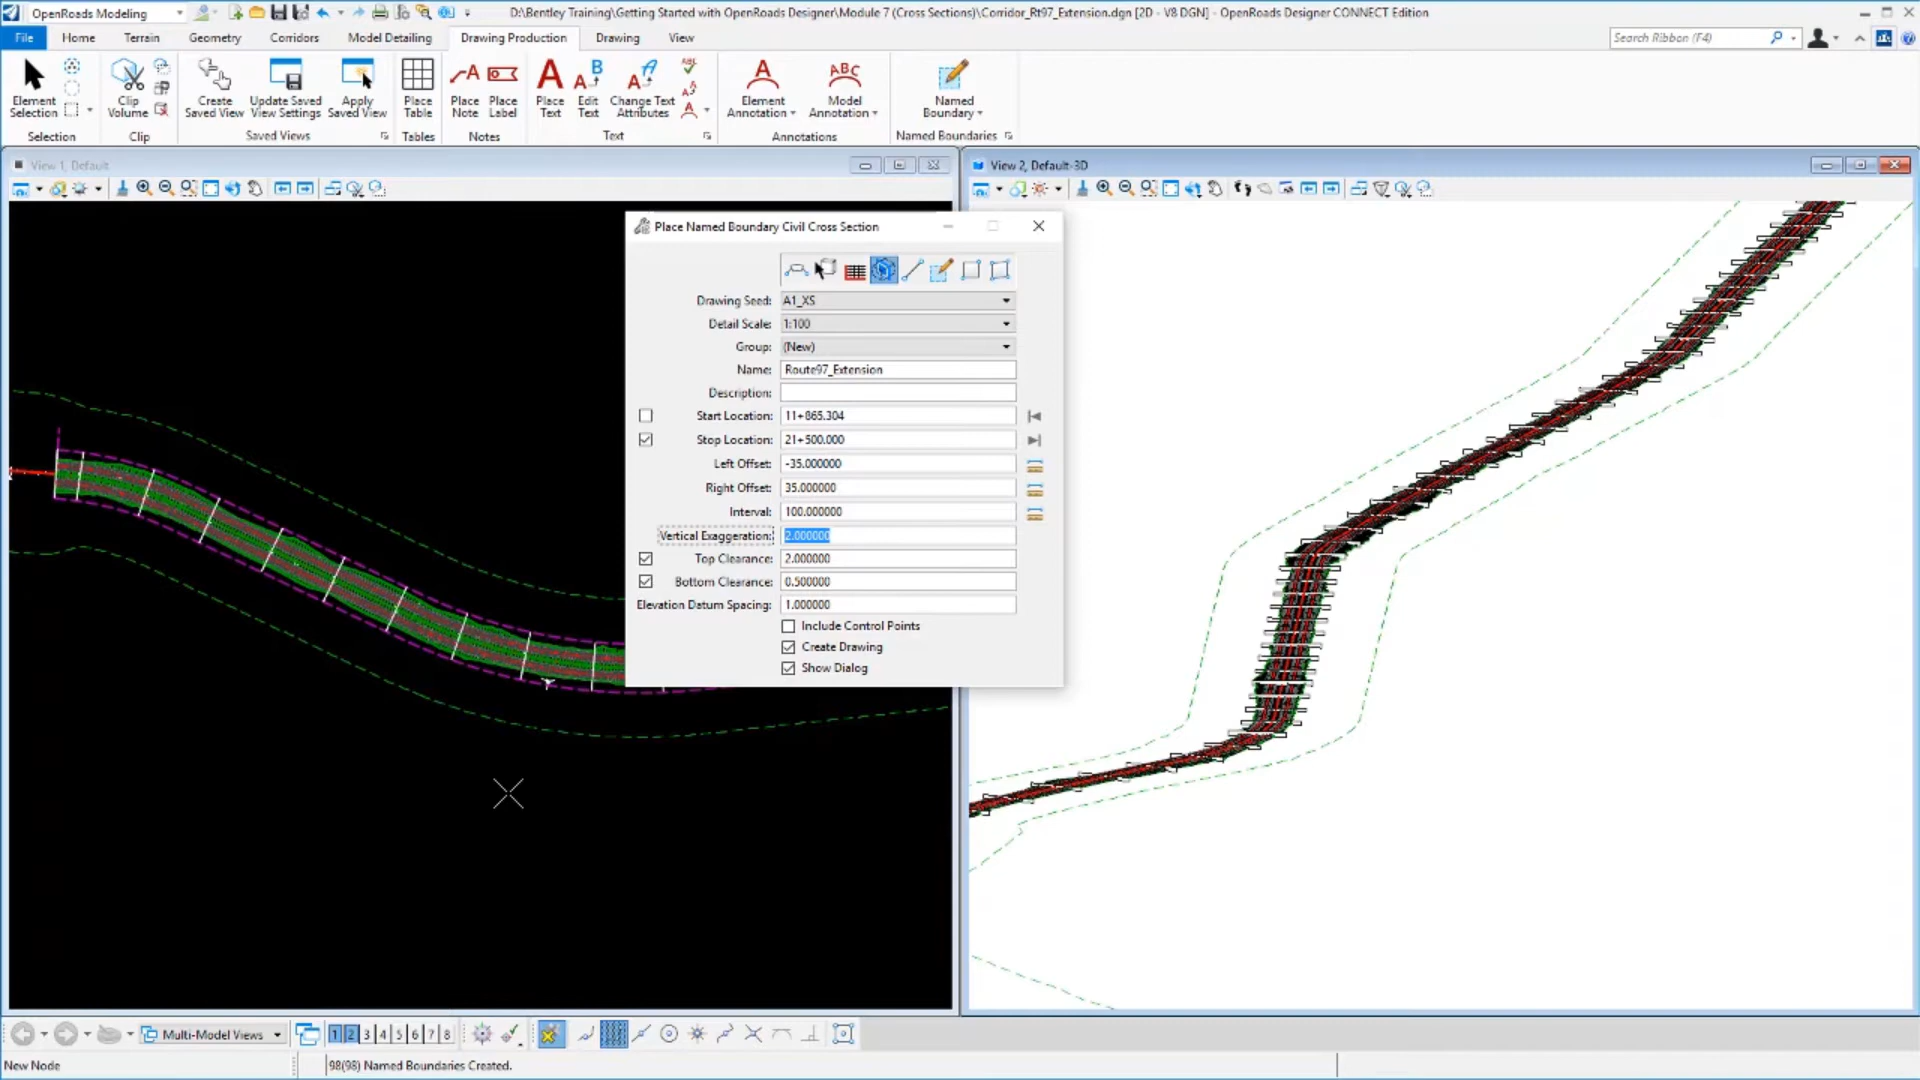 OpenRoads Modeling
D:\Bentley Training\Getting Started with OpenRoads Designer\Module 7 (Cross Sections)\Corridor_Rt97_Extension.dgn [2D - V8 DGN] - OpenRoads Designer CONNECT Edition
File Home Terrain Geometry Corridors Model Detailing Drawing Production Drawing View
Search Ribbon (F4)
Element Selection
Clip Volume
Create Saved View
Update Saved View Settings
Apply Saved View
Place Table
Place Note
Place Label
Place Text
Edit Text
Change Text Attributes
Element Annotation
Model Annotation
Named Boundary
Selection Clip Saved Views Tables Notes Text Annotations Named Boundaries
View 1, Default
View 2, Default-3D
Place Named Boundary Civil Cross Section
Drawing Seed: A1_XS
Detail Scale: 1:100
Group: (New)
Name: Route97_Extension
Description:
Start Location: 11+865.304
Stop Location: 21+500.000
Left Offset: -35.000000
Right Offset: 35.000000
Interval: 100.000000
Vertical Exaggeration: 2.000000
Top Clearance: 2.000000
Bottom Clearance: 0.500000
Elevation Datum Spacing: 1.000000
Include Control Points
Create Drawing
Show Dialog
Multi-Model Views 1 2 3 4 5 6 7 8
New Node 98(98) Named Boundaries Created.